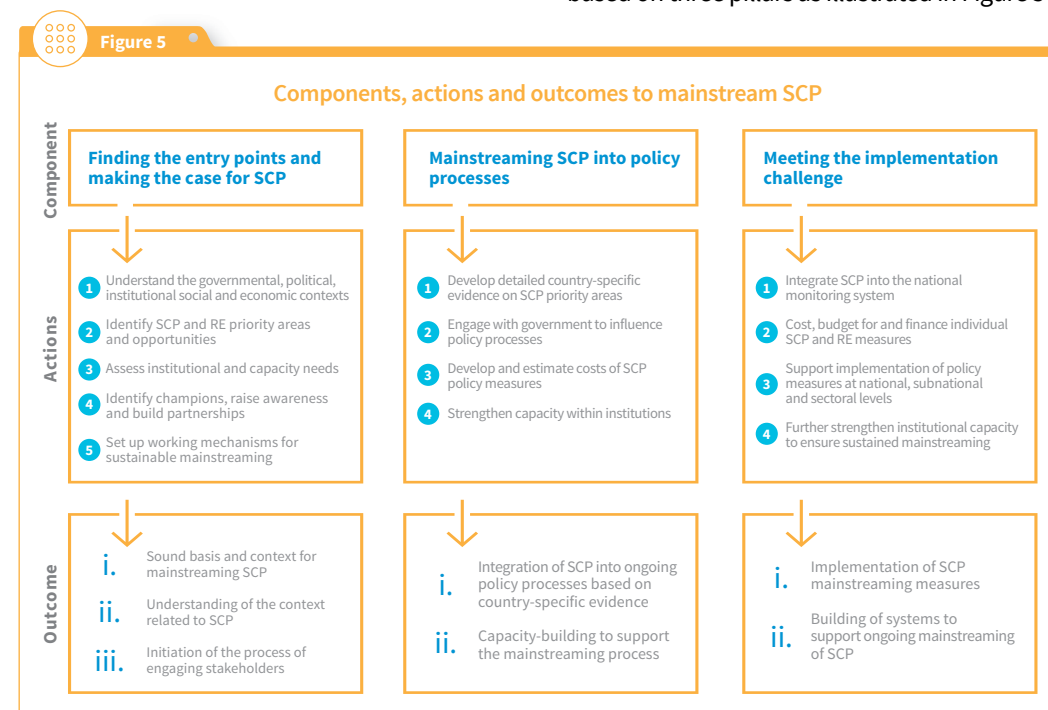 based on three pillars as illustrated in Figure 5
Figure 5
Components, actions and outcomes to mainstream SCP
Component
Finding the entry points and
making the case for SCP
Mainstreaming SCP into policy
processes
Meeting the implementation
challenge
Actions
1 Understand the governmental, political,
institutional social and economic contexts
2 Identify SCP and RE priority areas
and opportunities
3 Assess institutional and capacity needs
4 Identify champions, raise awareness
and build partnerships
5 Set up working mechanisms for
sustainable mainstreaming
1 Develop detailed country-specific
evidence on SCP priority areas
2 Engage with government to influence
policy processes
3 Develop and estimate costs of SCP
policy measures
4 Strengthen capacity within institutions
1 Integrate SCP into the national
monitoring system
2 Cost, budget for and finance individual
SCP and RE measures
3 Support implementation of policy
measures at national, subnational
and sectoral levels
4 Further strengthen institutional capacity
to ensure sustained mainstreaming
Outcome
i. Sound basis and context for
mainstreaming SCP
ii. Understanding of the context
related to SCP
iii. Initiation of the process of
engaging stakeholders
i. Integration of SCP into ongoing
policy processes based on
country-specific evidence
ii. Capacity-building to support
the mainstreaming process
i. Implementation of SCP
mainstreaming measures
ii. Building of systems to
support ongoing mainstreaming
of SCP